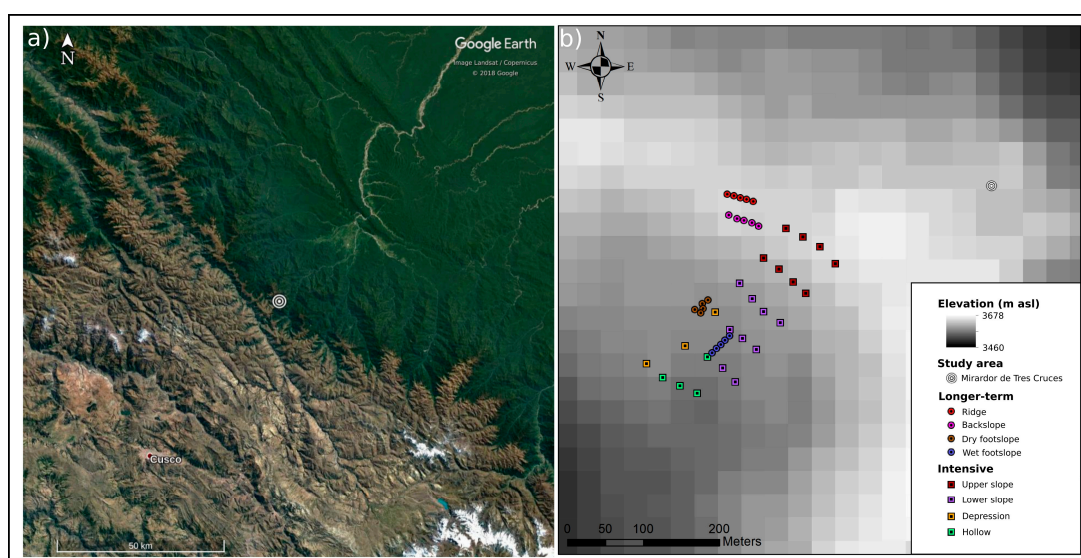 a)
N
Google Earth
Image Landsat / Copernicus
© 2018 Google
Cusco
50 km
b)
N
W E
S
Elevation (m asl)
3678
3460
Study area
Mirardor de Tres Cruces
Longer-term
Ridge
Backslope
Dry footslope
Wet footslope
Intensive
Upper slope
Lower slope
Depression
Hollow
0 50 100 200
Meters